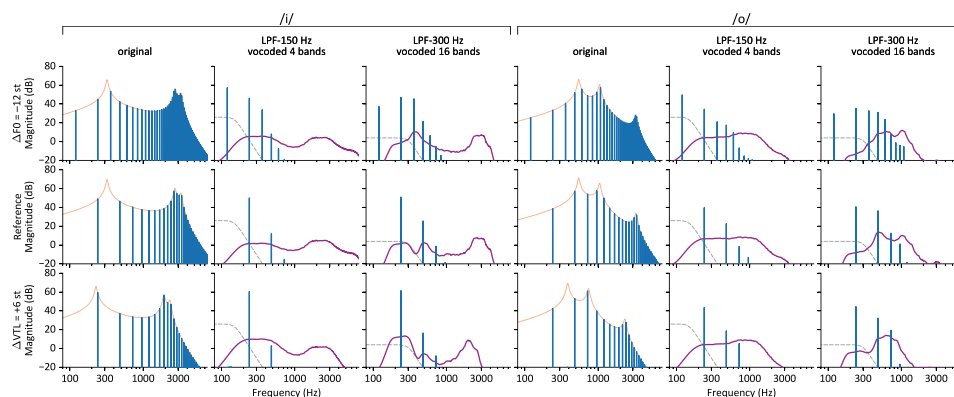 /i/ /o/
LPF-150 Hz LPF-300 Hz LPF-150 Hz LPF-300 Hz
original vocoded 4 bands vocoded 16 bands original vocoded 4 bands vocoded 16 bands
ΔF0 = −12 st
Magnitude (dB)
80
60
40
20
0
−20
Reference
Magnitude (dB)
80
60
40
20
0
−20
ΔVTL = +6 st
Magnitude (dB)
80
60
40
20
0
−20
100 300 1000 3000 100 300 1000 3000 100 300 1000 3000 100 300 1000 3000 100 300 1000 3000 100 300 1000 3000
Frequency (Hz) Frequency (Hz)